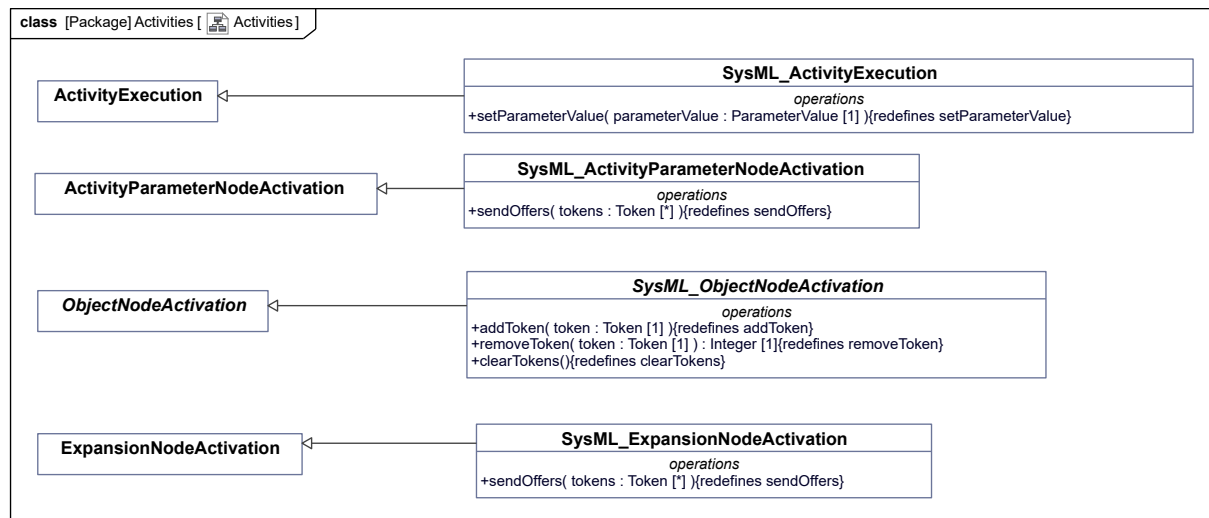 class [Package] Activities [ Activities ]
SysML_ActivityExecution
ActivityExecution
operations
+setParameterValue( parameterValue : ParameterValue [1] ){redefines setParameterValue}
SysML_ActivityParameterNodeActivation
ActivityParameterNodeActivation
operations
+sendOffers( tokens : Token [*] ){redefines sendOffers}
SysML_ObjectNodeActivation
ObjectNodeActivation
operations
+addToken( token : Token [1] ){redefines addToken}
+removeToken( token : Token [1] ) : Integer [1]{redefines removeToken}
+clearTokens(){redefines clearTokens}
SysML_ExpansionNodeActivation
ExpansionNodeActivation
operations
+sendOffers( tokens : Token [*] ){redefines sendOffers}